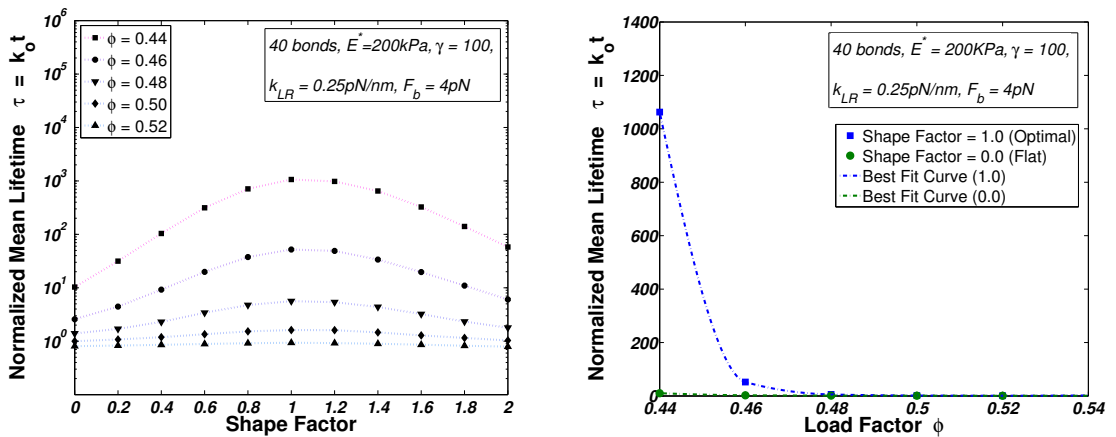 Normalized Mean Lifetime τ = k_o t
10^6
10^5
10^4
10^3
10^2
10^1
10^0
φ = 0.44
φ = 0.46
φ = 0.48
φ = 0.50
φ = 0.52
40 bonds, E^*=200kPa, γ = 100,
k_LR = 0.25pN/nm, F_b = 4pN
0 0.2 0.4 0.6 0.8 1 1.2 1.4 1.6 1.8 2
Shape Factor
Normalized Mean Lifetime τ = k_o t
1400
1200
1000
800
600
400
200
0
40 bonds, E^* = 200KPa, γ = 100,
k_LR = 0.25pN/nm, F_b = 4pN
Shape Factor = 1.0 (Optimal)
Shape Factor = 0.0 (Flat)
Best Fit Curve (1.0)
Best Fit Curve (0.0)
0.44 0.46 0.48 0.5 0.52 0.54
Load Factor φ